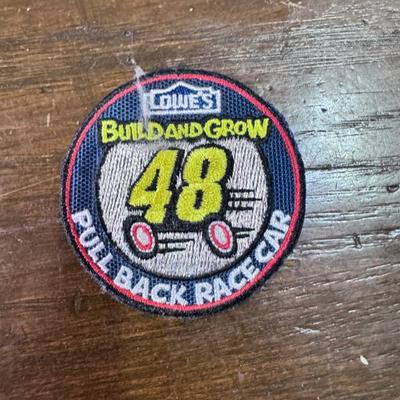 LOWE'S
BUILD AND GROW
48
PULL BACK RACE CAR